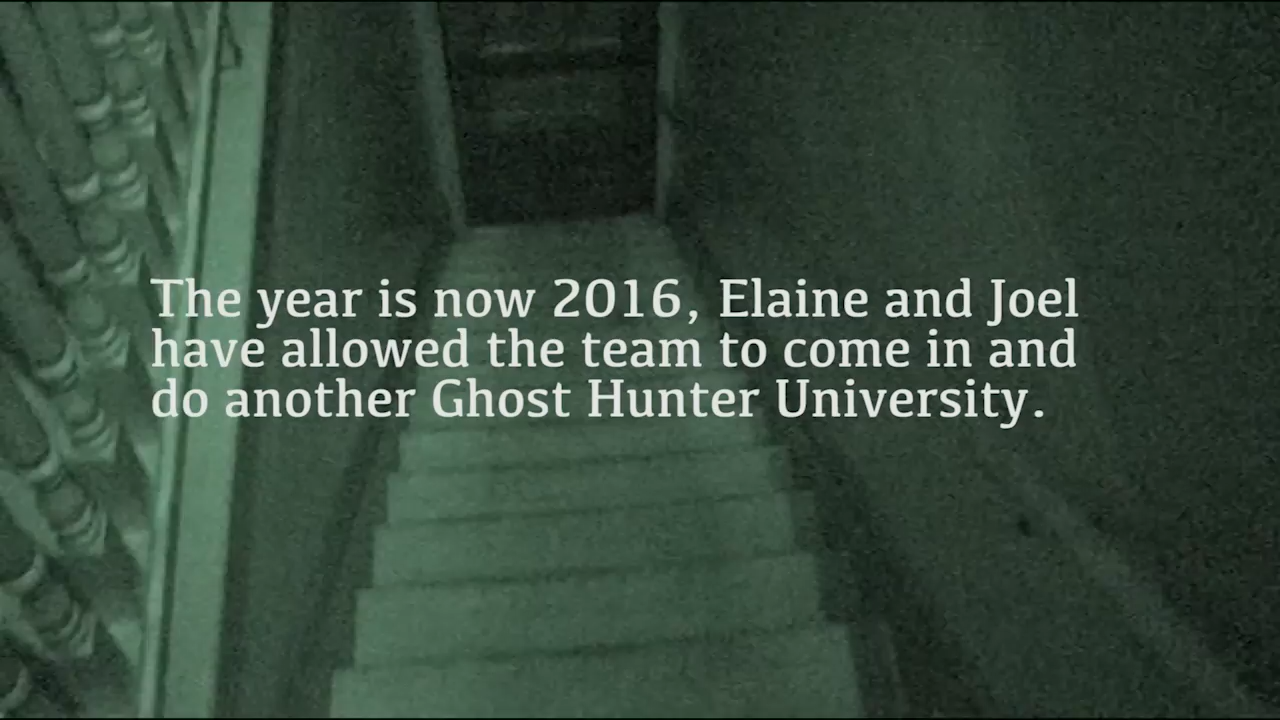 The year is now 2016, Elaine and Joel
have allowed the team to come in and
do another Ghost Hunter University.